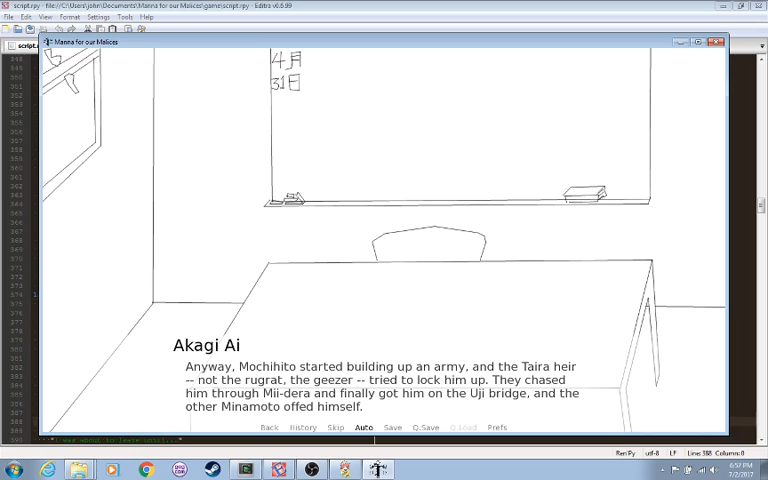 script.rpy - file://C:\Users\john\Documents\Manna for our Malices\game\script.rpy - Editra v0.6.99
File Edit View Format Settings Tools Help
Manna for our Malices
4月
31日
Akagi Ai
Anyway, Mochihito started building up an army, and the Taira heir
-- not the rugrat, the geezer -- tried to lock him up. They chased
him through Mii-dera and finally got him on the Uji bridge, and the
other Minamoto offed himself.
Back History Skip Auto Save Q.Save Q.Load Prefs
Ren'Py utf-8 LF Line: 388 Column: 0
6:57 PM
7/2/2017